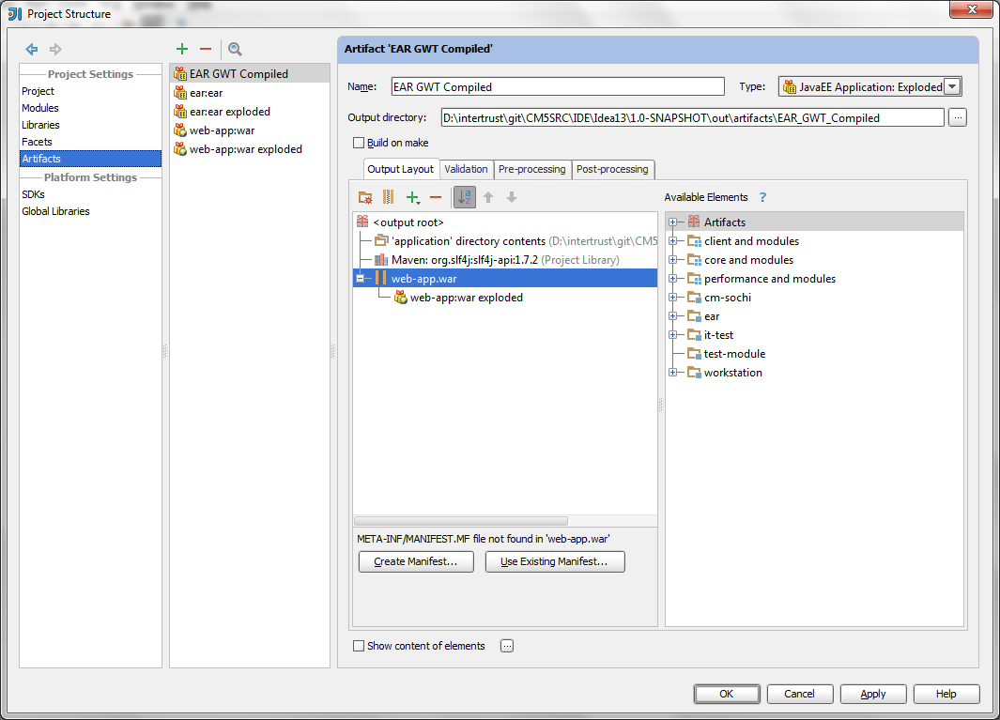 Project Structure
Project Settings
Project
Modules
Libraries
Facets
Artifacts
Platform Settings
SDKs
Global Libraries
EAR GWT Compiled
ear:ear
ear:ear exploded
web-app:war
web-app:war exploded
Artifact 'EAR GWT Compiled'
Name: EAR GWT Compiled Type: JavaEE Application: Exploded
Output directory: D:\intertrust\git\CM5SRC\IDE\Idea13\1.0-SNAPSHOT\out\artifacts\EAR_GWT_Compiled ...
Build on make
Output Layout Validation Pre-processing Post-processing
<output root>
'application' directory contents (D:\intertrust\git\CM5
Maven: org.slf4j:slf4j-api:1.7.2 (Project Library)
web-app.war
web-app:war exploded
META-INF/MANIFEST.MF file not found in 'web-app.war'
Create Manifest... Use Existing Manifest...
Available Elements ?
Artifacts
client and modules
core and modules
performance and modules
cm-sochi
ear
it-test
test-module
workstation
Show content of elements ...
OK Cancel Apply Help